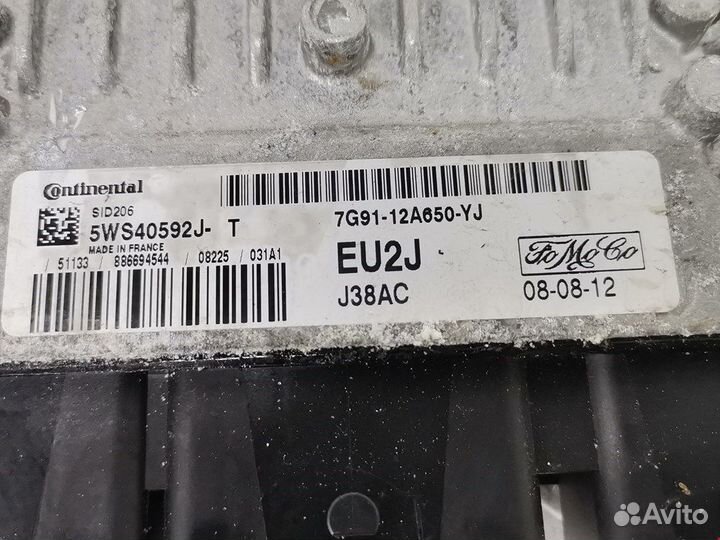 Continental
SID206
5WS40592J- T
MADE IN FRANCE
/ 51133 / 886694544 / 08225 / 031A1
7G91-12A650-YJ
EU2J
J38AC
FoMoCo
08-08-12
Avito